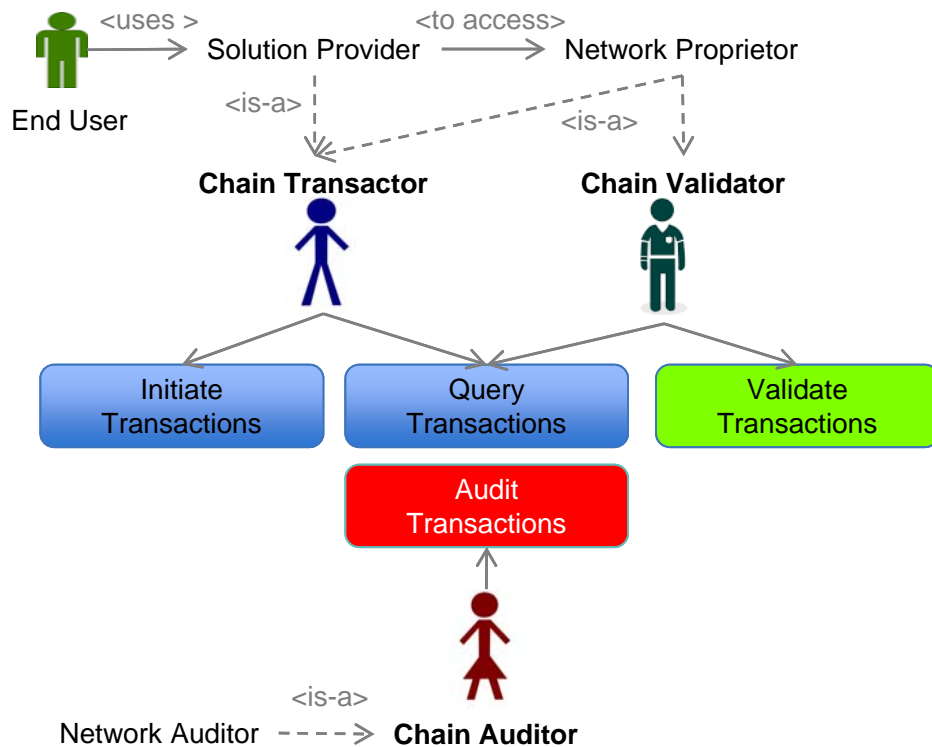 <uses >
<to access>
Solution Provider
Network Proprietor
End User
<is-a>
<is-a>
Chain Transactor
Chain Validator
Initiate
Transactions
Query
Transactions
Validate
Transactions
Audit
Transactions
<is-a>
Network Auditor
Chain Auditor